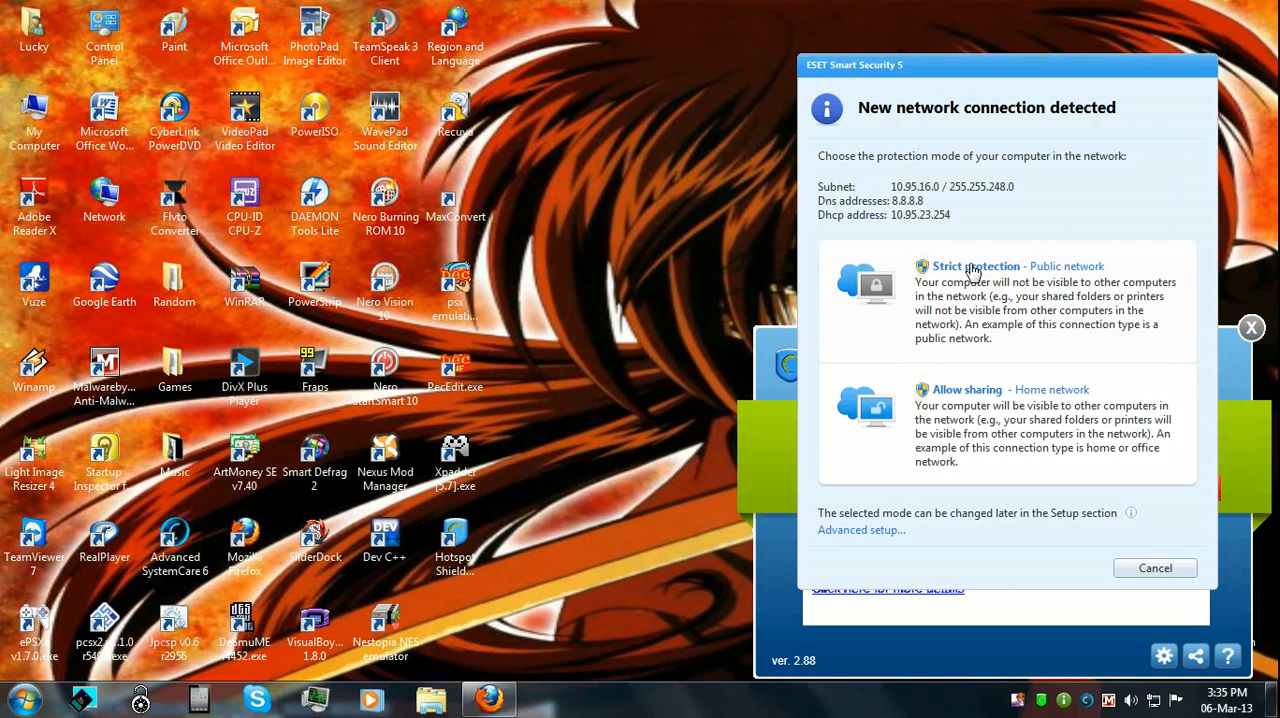 Lucky
Control
Panel
Paint
Microsoft
Office Outl...
PhotoPad
Image Editor
TeamSpeak 3
Client
Region and
Language
My
Computer
Microsoft
Office Wo...
CyberLink
PowerDVD
VideoPad
Video Editor
PowerISO
WavePad
Sound Editor
Recuva
Adobe
Reader X
Network
Flvto
Converter
CPU-ID
CPU-Z
DAEMON
Tools Lite
Nero Burning
ROM 10
MaxConvert
Vuze
Google Earth
Random
WinRAR
PowerStrip
Nero Vision
10
psx
emulati...
Winamp
Malwareby...
Anti-Malw...
Games
DivX Plus
Player
99
Fraps
Nero
StartSmart 10
PecEdit.exe
Light Image
Resizer 4
Startup
Inspector f...
Music
ArtMoney SE
v7.40
Smart Defrag
2
Nexus Mod
Manager
Xpadder
[5.7].exe
TeamViewer
7
RealPlayer
Advanced
SystemCare 6
Mozilla
Firefox
SliderDock
DEV
Dev C++
Hotspot
Shield...
ePSXe
v1.7.0.exe
pcsx2
Jpcsp v0.6
r2956
DeSmuME
VisualBoy...
1.8.0
Nestopia NES
emulator
ESET Smart Security 5
New network connection detected
Choose the protection mode of your computer in the network:
Subnet: 10.95.16.0 / 255.255.248.0
Dns addresses: 8.8.8.8
Dhcp address: 10.95.23.254
Strict protection - Public network
Your computer will not be visible to other computers
in the network (e.g., your shared folders or printers
will not be visible from other computers in the
network). An example of this connection type is a
public network.
Allow sharing - Home network
Your computer will be visible to other computers in
the network (e.g., your shared folders or printers will
be visible from other computers in the network). An
example of this connection type is home or office
network.
The selected mode can be changed later in the Setup section
Advanced setup...
Cancel
X
Click here for more details
ver. 2.88
?
3:35 PM
06-Mar-13